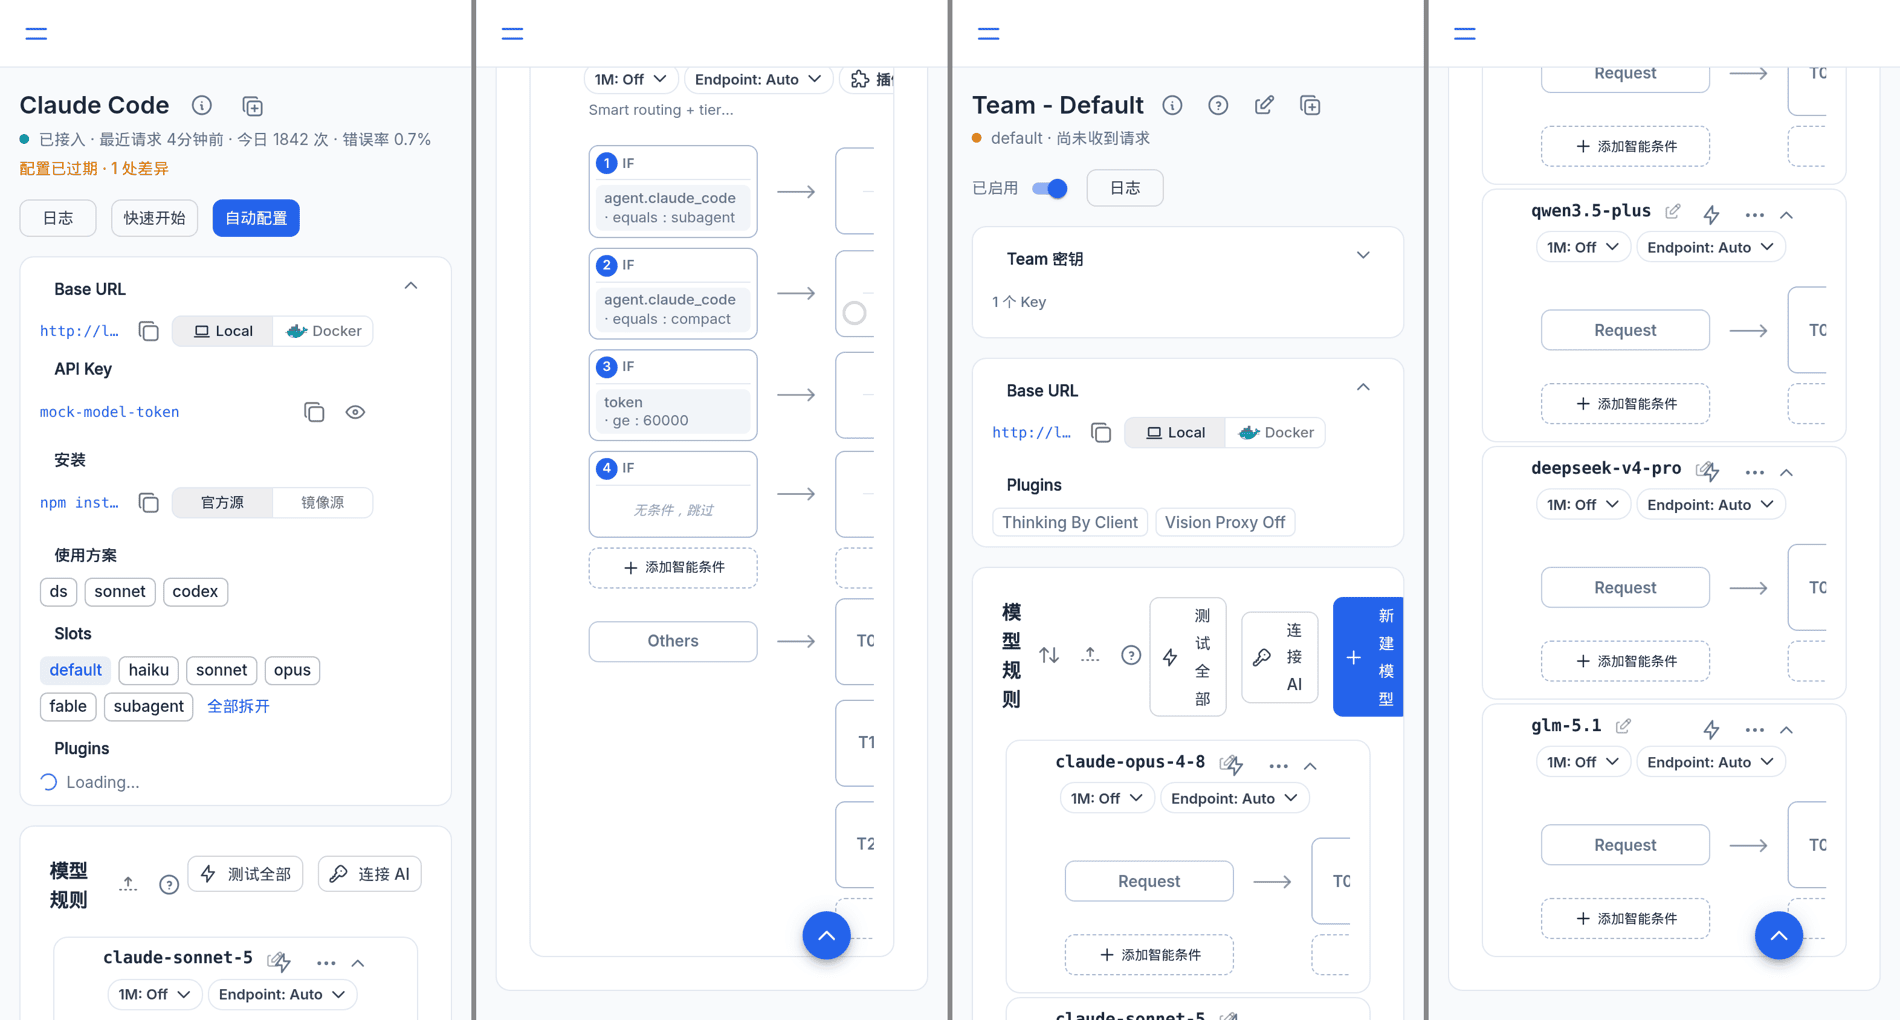 Claude Code
已接入 · 最近请求 4分钟前 · 今日 1842 次 · 错误率 0.7%
配置已过期 · 1 处差异
日志
快速开始
自动配置
Base URL
http://l…
Local
Docker
API Key
mock-model-token
安装
npm inst…
官方源
镜像源
使用方案
ds
sonnet
codex
Slots
default
haiku
sonnet
opus
fable
subagent
全部拆开
Plugins
Loading...
模型
规则
测试全部
连接 AI
claude-sonnet-5
1M: Off
Endpoint: Auto
1M: Off
Endpoint: Auto
Smart routing + tier...
1 IF
agent.claude_code
· equals : subagent
2 IF
agent.claude_code
· equals : compact
3 IF
token
· ge : 60000
4 IF
无条件，跳过
添加智能条件
Others
T0
T1
T2
Team - Default
default · 尚未收到请求
已启用
日志
Team 密钥
1 个 Key
Base URL
http://l…
Local
Docker
Plugins
Thinking By Client
Vision Proxy Off
模
型
规
则
测
试
全
部
连
接
AI
新
建
模
型
claude-opus-4-8
1M: Off
Endpoint: Auto
Request
T0
添加智能条件
claude-sonnet-5
Request
T0
添加智能条件
qwen3.5-plus
1M: Off
Endpoint: Auto
Request
T0
添加智能条件
deepseek-v4-pro
1M: Off
Endpoint: Auto
Request
T0
添加智能条件
glm-5.1
1M: Off
Endpoint: Auto
Request
T0
添加智能条件